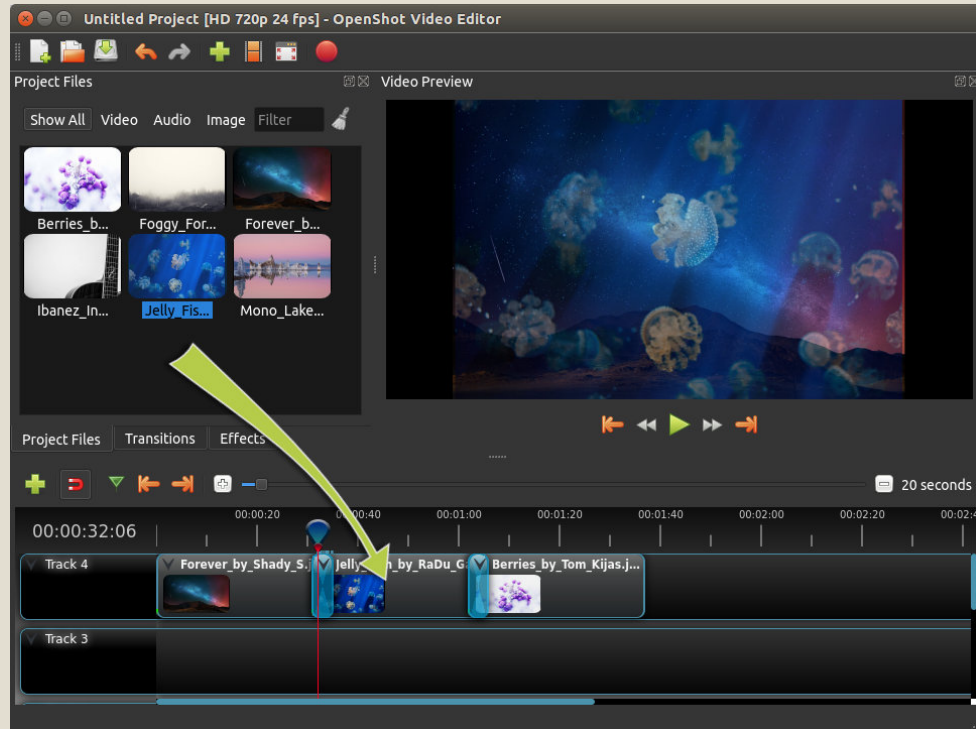 Untitled Project [HD 720p 24 fps] - OpenShot Video Editor
Project Files
Video Preview
Show All Video Audio Image Filter
Berries_b... Foggy_For... Forever_b...
Ibanez_In... Jelly_Fis... Mono_Lake...
Project Files Transitions Effects
20 seconds
00:00:32:06
00:00:20 00:01:00 00:01:20 00:01:40 00:02:00 00:02:20
Track 4
Forever_by_Shady_S.j
by_RaDu_G.
Berries_by_Tom_Kijas.j...
Track 3